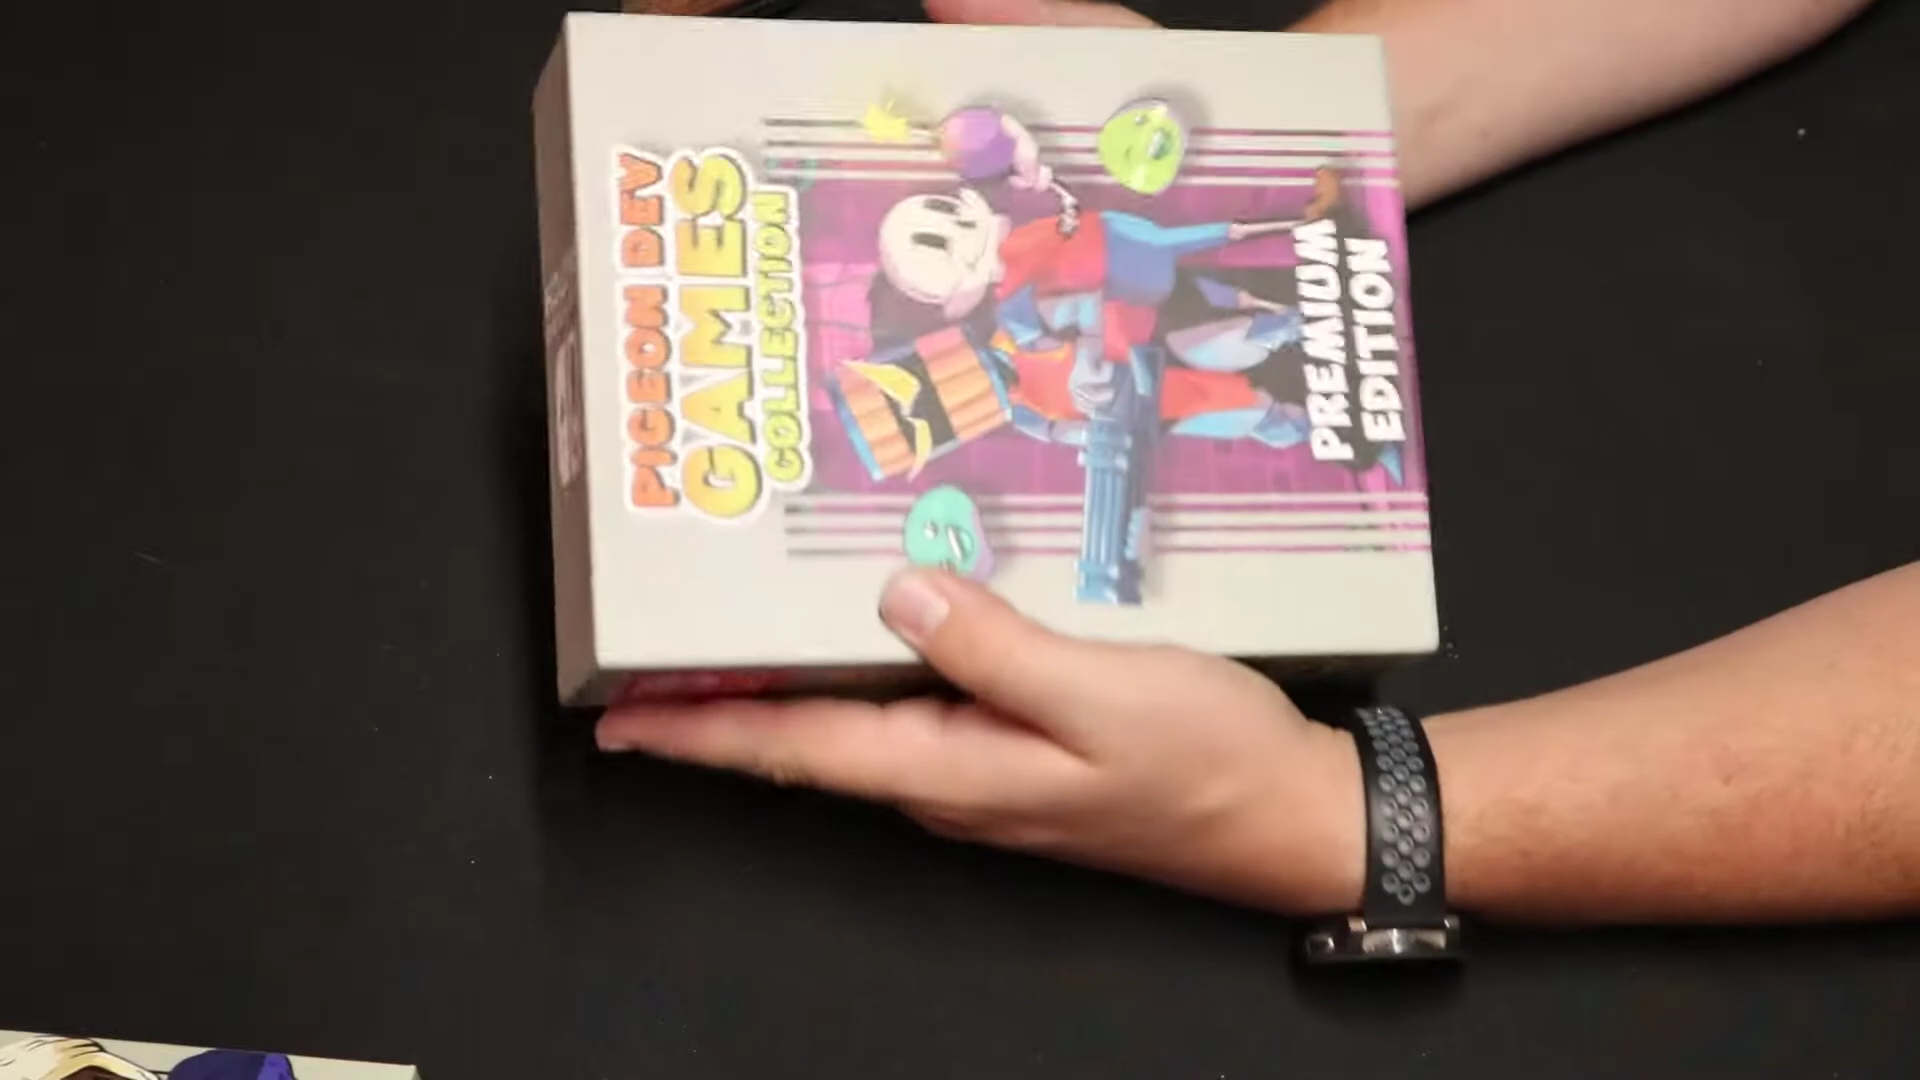 PIGEON DEV
GAMES
COLLECTION
PREMIUM
EDITION